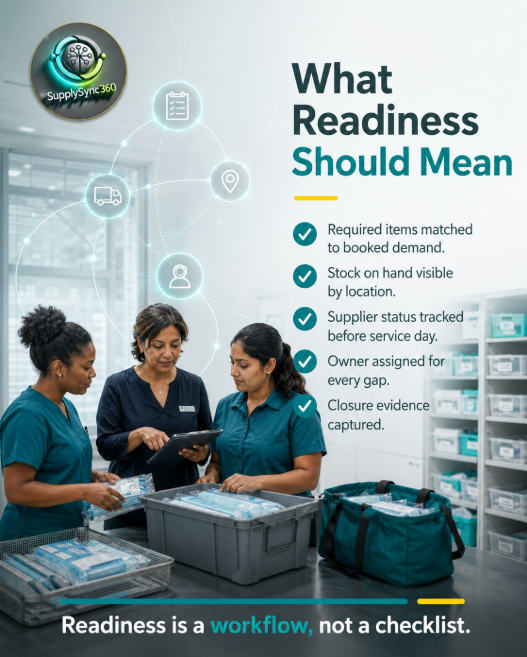 SupplySync360
What
Readiness
Should Mean
Required items matched
to booked demand.
Stock on hand visible
by location.
Supplier status tracked
before service day.
Owner assigned for
every gap.
Closure evidence
captured.
Readiness is a workflow, not a checklist.